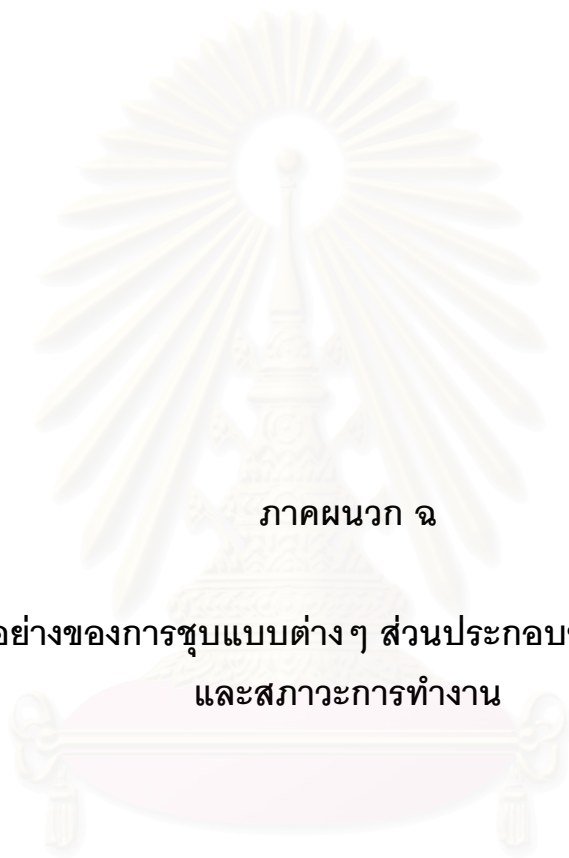 ภาคผนวก ฉ
อย่างของการชุบแบบต่าง ๆ ส่วนประกอบ
และสภาวะการทำงาน